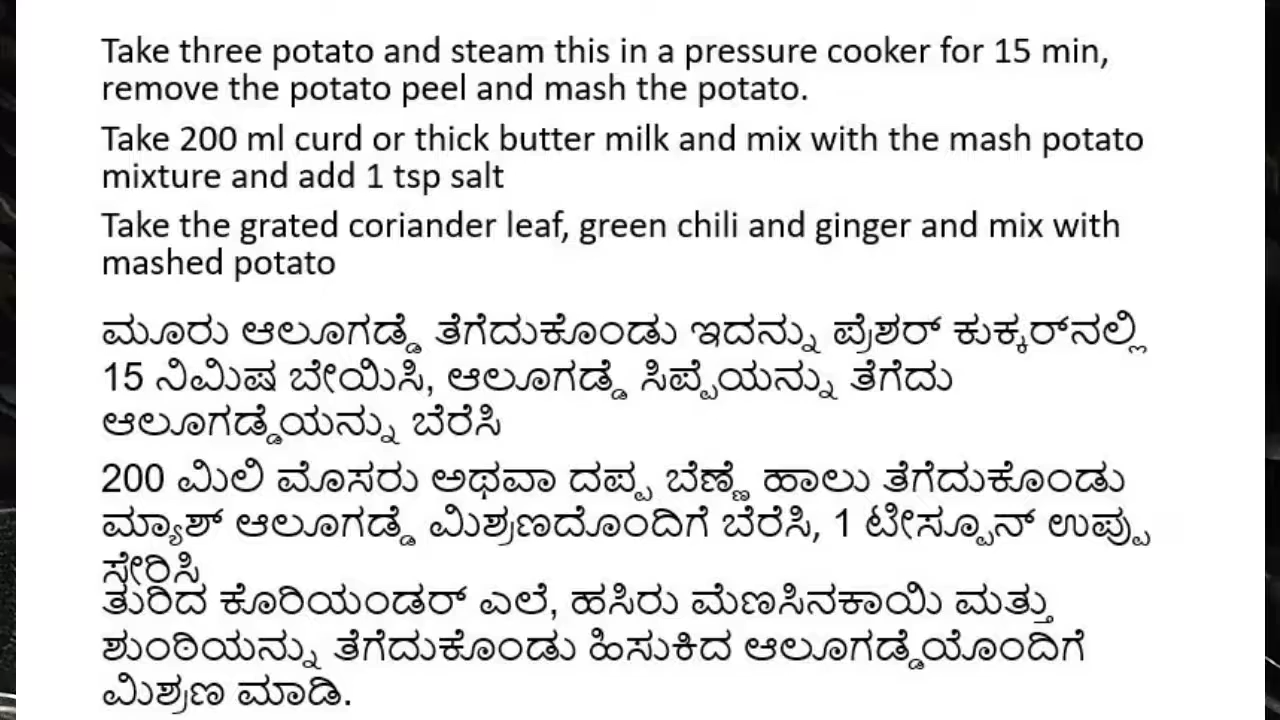 Take three potato and steam this in a pressure cooker for 15 min,
remove the potato peel and mash the potato.
Take 200 ml curd or thick butter milk and mix with the mash potato
mixture and add 1 tsp salt
Take the grated coriander leaf, green chili and ginger and mix with
mashed potato
ಮೂರು ಆಲೂಗಡ್ಡೆ ತೆಗೆದುಕೊಂಡು ಇದನ್ನು ಪ್ರೆಶರ್ ಕುಕ್ಕರ್‌ನಲ್ಲಿ
15 ನಿಮಿಷ ಬೇಯಿಸಿ, ಆಲೂಗಡ್ಡೆ ಸಿಪ್ಪೆಯನ್ನು ತೆಗೆದು
ಆಲೂಗಡ್ಡೆಯನ್ನು ಬೆರೆಸಿ
200 ಮಿಲಿ ಮೊಸರು ಅಥವಾ ದಪ್ಪ ಬೆಣ್ಣೆ ಹಾಲು ತೆಗೆದುಕೊಂಡು
ಮ್ಯಾಶ್ ಆಲೂಗಡ್ಡೆ ಮಿಶ್ರಣದೊಂದಿಗೆ ಬೆರೆಸಿ, 1 ಟೀಸ್ಪೂನ್ ಉಪ್ಪು
ಸೇರಿಸಿ
ತುರಿದ ಕೊರಿಯಂಡರ್ ಎಲೆ, ಹಸಿರು ಮೆಣಸಿನಕಾಯಿ ಮತ್ತು
ಶುಂಠಿಯನ್ನು ತೆಗೆದುಕೊಂಡು ಹಿಸುಕಿದ ಆಲೂಗಡ್ಡೆಯೊಂದಿಗೆ
ಮಿಶ್ರಣ ಮಾಡಿ.